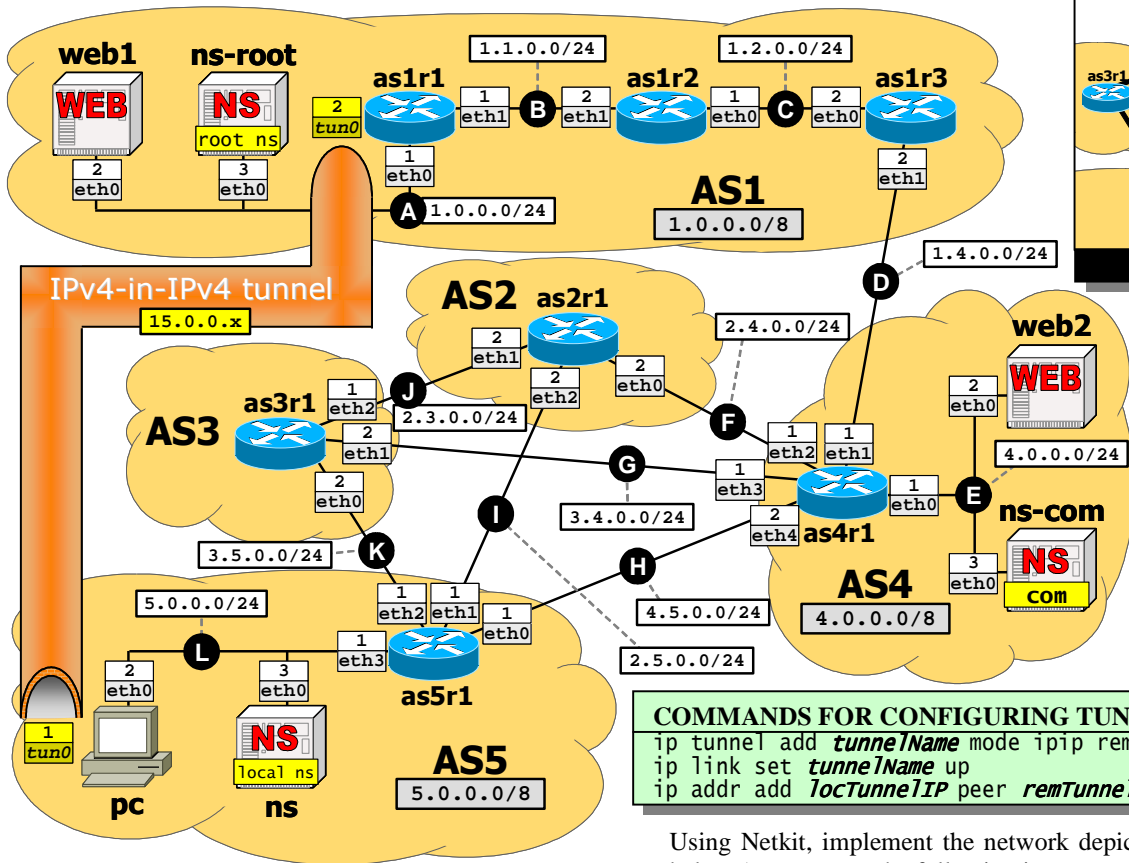 1.1.0.0/24
1.2.0.0/24
web1
ns-root
as1r1
as1r2
as1r3
as3r1
WEB
NS
root ns
2
tun0
1
eth1
B
2
eth1
1
eth0
C
2
eth0
2
eth0
3
eth0
1
eth0
2
eth1
A
1.0.0.0/24
AS1
1.0.0.0/8
1.4.0.0/24
D
IPv4-in-IPv4 tunnel
15.0.0.x
AS2
as2r1
2.4.0.0/24
web2
WEB
2
eth1
2
eth0
2
eth2
2
eth0
J
1
eth2
2.3.0.0/24
as3r1
AS3
F
2
eth1
1
eth2
1
eth1
4.0.0.0/24
G
1
eth3
1
eth0
E
2
eth0
I
3.4.0.0/24
2
eth4
as4r1
ns-com
NS
com
3
eth0
3.5.0.0/24
K
H
AS4
4.0.0.0/8
5.0.0.0/24
1
eth2
1
eth1
1
eth0
4.5.0.0/24
L
1
eth3
2.5.0.0/24
2
eth0
3
eth0
as5r1
1
tun0
NS
local ns
AS5
5.0.0.0/8
pc
ns
COMMANDS FOR CONFIGURING TUN
ip tunnel add tunnelName mode ipip rem
ip link set tunnelName up
ip addr add locTunnelIP peer remTunnel
Using Netkit, implement the network depic